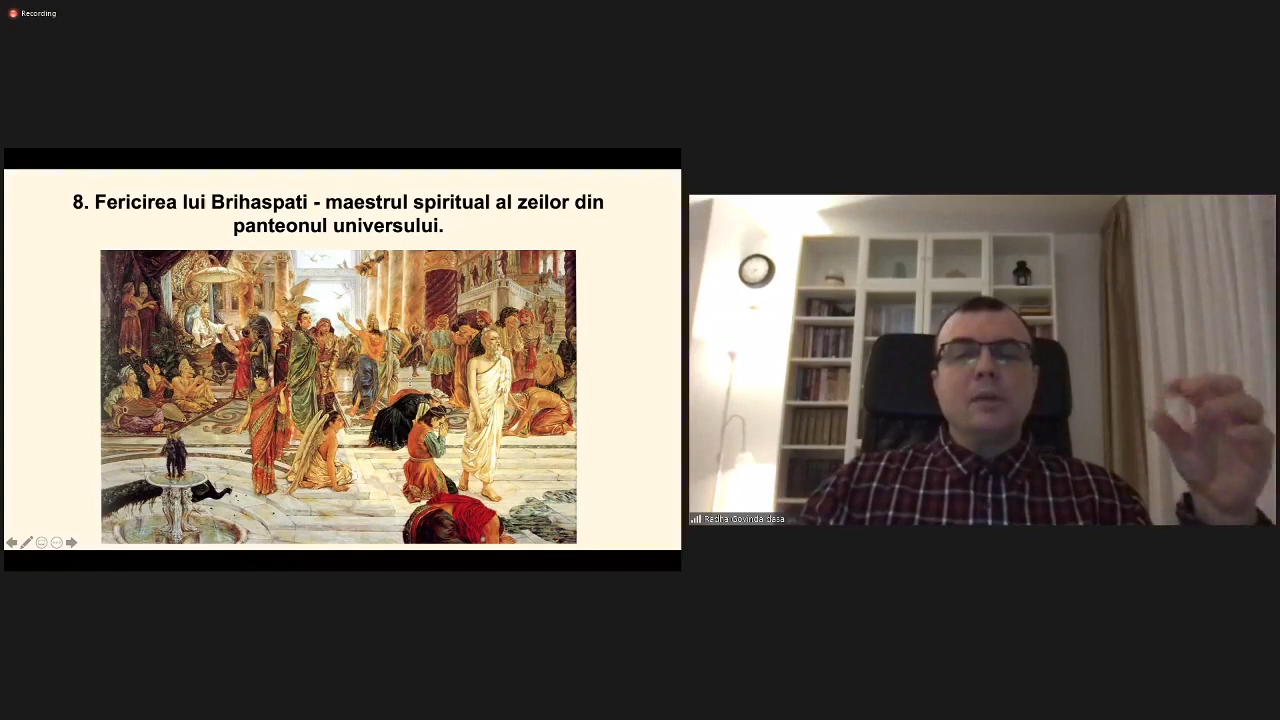 Recording
8. Fericirea lui Brihaspati - maestrul spiritual al zeilor din
panteonul universului.
Radha Govinda dasa